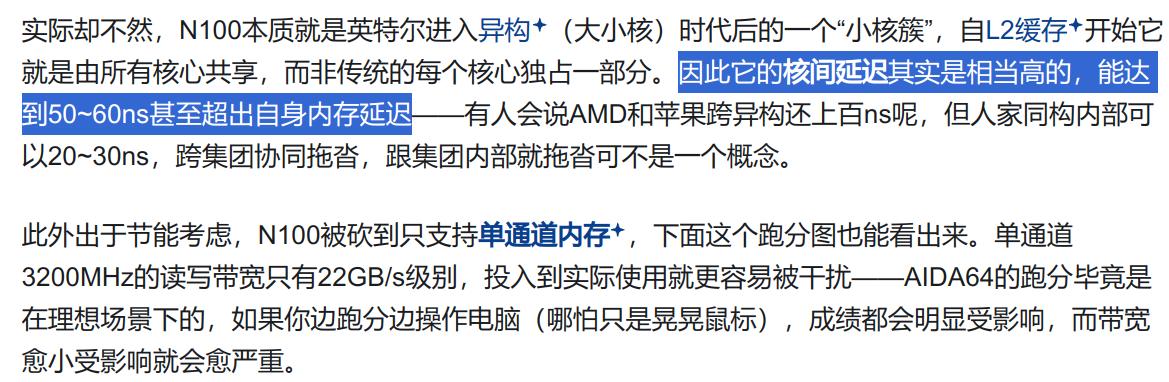 实际却不然，N100本质就是英特尔进入异构（大小核）时代后的一个“小核簇”，自L2缓存开始它
就是由所有核心共享，而非传统的每个核心独占一部分。因此它的核间延迟其实是相当高的，能达
到50~60ns甚至超出自身内存延迟——有人会说AMD和苹果跨异构还上百ns呢，但人家同构内部可
以20~30ns，跨集团协同拖沓，跟集团内部就拖沓可不是一个概念。
此外出于节能考虑，N100被砍到只支持单通道内存，下面这个跑分图也能看出来。单通道
3200MHz的读写带宽只有22GB/s级别，投入到实际使用就更容易被干扰——AIDA64的跑分毕竟是
在理想场景下的，如果你边跑分边操作电脑（哪怕只是晃晃鼠标），成绩都会明显受影响，而带宽
愈小受影响就会愈严重。